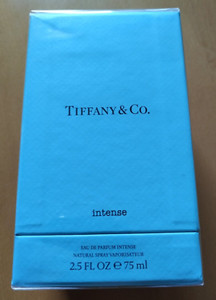 TIFFANY & CO.
intense
EAU DE PARFUM INTENSE
NATURAL SPRAY VAPORISATEUR
2.5 FL OZ ℮ 75 ml